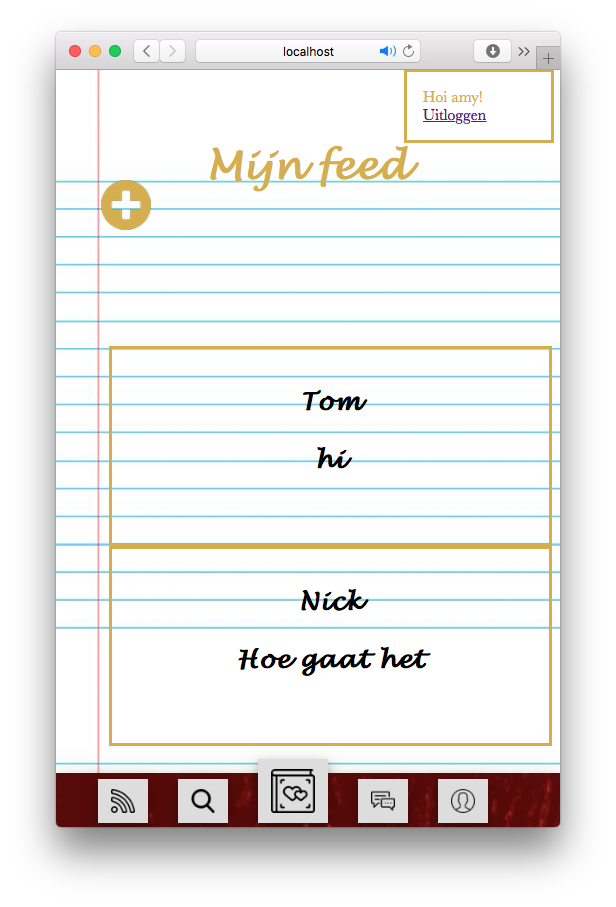 localhost
Hoi amy!
Uitloggen
Mijn feed
Tom
hi
Nick
Hoe gaat het